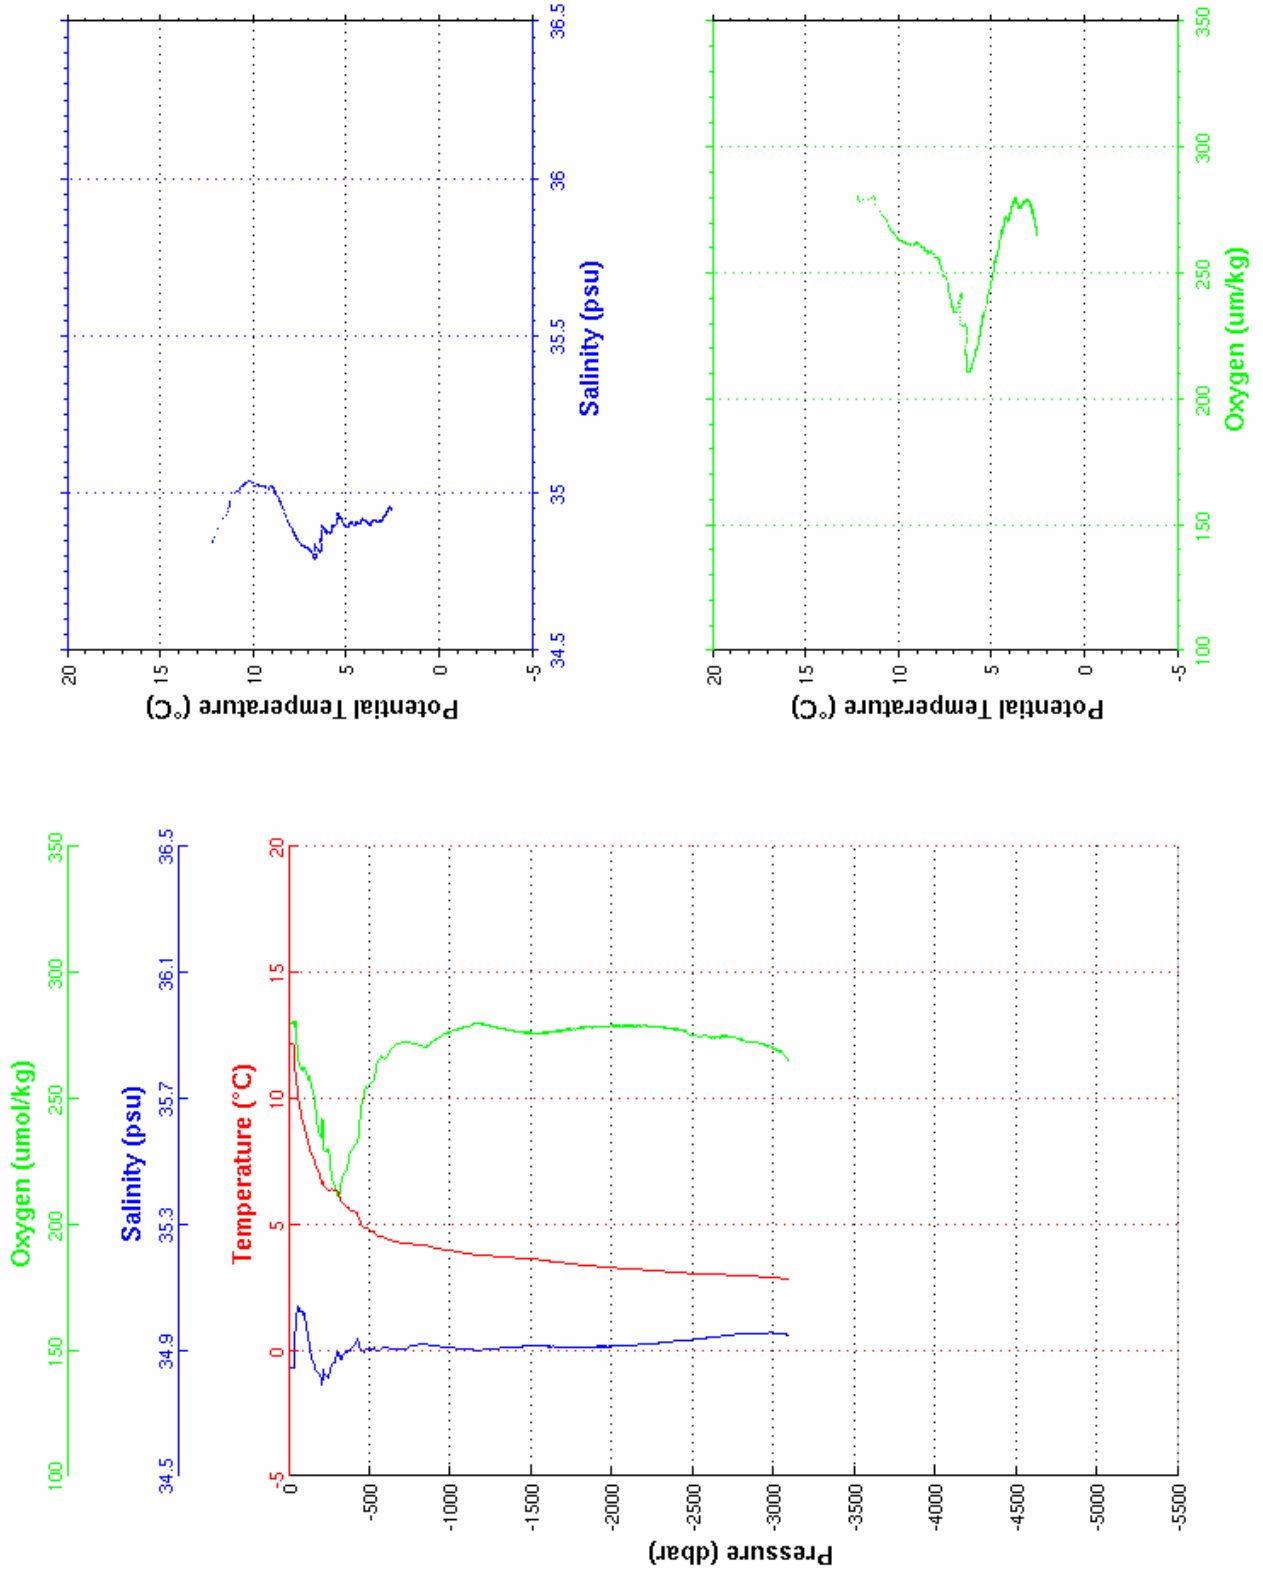 Oxygen (umol/kg)
100 150 200 250 300 350
Salinity (psu)
34.5 34.9 35.3 35.7 36.1 36.5
Temperature (°C)
-5 0 5 10 15 20
0
-500
-1000
-1500
-2000
-2500
-3000
-3500
-4000
-4500
-5000
-5500
Pressure (dbar)
20
15
10
5
0
-5
Potential Temperature (°C)
34.5 35 35.5 36 36.5
Salinity (psu)
20
15
10
5
0
-5
Potential Temperature (°C)
100 150 200 250 300 350
Oxygen (um/kg)